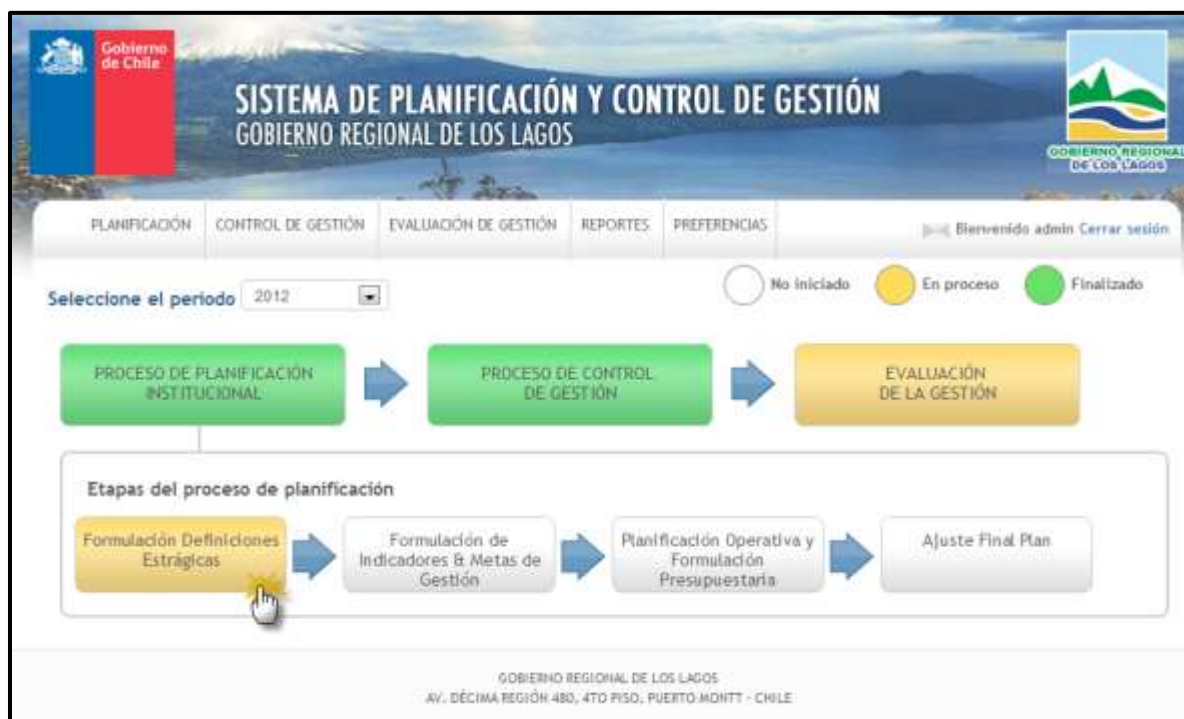 Gobierno
de Chile
SISTEMA DE PLANIFICACIÓN Y CONTROL DE GESTIÓN
GOBIERNO REGIONAL DE LOS LAGOS
GOBIERNO REGIONAL
DE LOS LAGOS
PLANIFICACIÓN CONTROL DE GESTIÓN EVALUACIÓN DE GESTIÓN REPORTES PREFERENCIAS Bienvenido admin Cerrar sesión
Seleccione el periodo 2012 No iniciado En proceso Finalizado
PROCESO DE PLANIFICACIÓN
INSTITUCIONAL
PROCESO DE CONTROL
DE GESTIÓN
EVALUACIÓN
DE LA GESTIÓN
Etapas del proceso de planificación
Formulación Definiciones
Estrágicas
Formulación de
Indicadores & Metas de
Gestión
Planificación Operativa y
Formulación
Presupuestaria
Ajuste Final Plan
GOBIERNO REGIONAL DE LOS LAGOS
AV. DÉCIMA REGIÓN 480, 4TO PISO, PUERTO MONTT - CHILE